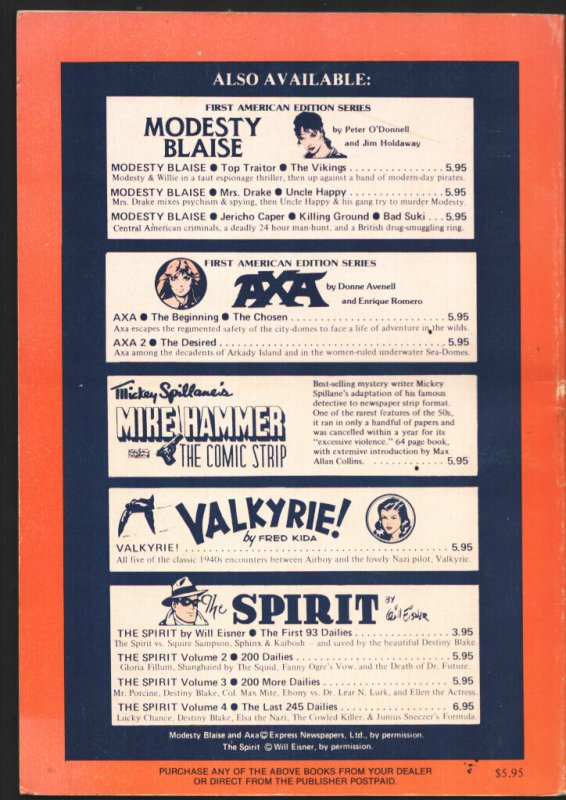 ALSO AVAILABLE:
FIRST AMERICAN EDITION SERIES
MODESTY
BLAISE
by Peter O'Donnell
and Jim Holdaway
MODESTY BLAISE ● Top Traitor ● The Vikings . . . . . . . . . . . . . . . . . 5.95
Modesty & Willie in a taut espionage thriller, then up against a band of modern-day pirates.
MODESTY BLAISE ● Mrs. Drake ● Uncle Happy . . . . . . . . . . . . . . . 5.95
Mrs. Drake mixes psychism & spying, then Uncle Happy & his gang try to murder Modesty.
MODESTY BLAISE ● Jericho Caper ● Killing Ground ● Bad Suki . . . 5.95
Central American criminals, a deadly 24 hour man-hunt, and a British drug-smuggling ring.
FIRST AMERICAN EDITION SERIES
AXA
by Donne Avenell
and Enrique Romero
AXA ● The Beginning ● The Chosen . . . . . . . . . . . . . . . . . . . . . . . . . 5.95
Axa escapes the regimented safety of the city-domes to face a life of adventure in the wilds.
AXA 2 ● The Desired . . . . . . . . . . . . . . . . . . . . . . . . . . . . . . . . . . . . 5.95
Axa among the decadents of Arkady Island and in the women-ruled underwater Sea-Domes.
Mickey Spillane's
MIKE HAMMER
THE COMIC STRIP
Best-selling mystery writer Mickey
Spillane's adaptation of his famous
detective to newspaper strip format.
One of the rarest features of the 50s,
it ran in only a handful of papers and
was cancelled within a year for its
"excessive violence." 64 page book,
with extensive introduction by Max
Allan Collins. . . . . . . . . . . . . . 5.95
VALKYRIE!
by FRED KIDA
VALKYRIE! . . . . . . . . . . . . . . . . . . . . . . . . . . . . . . . . . . . . . . . . . . . 5.95
All five of the classic 1940s encounters between Airboy and the lovely Nazi pilot, Valkyrie.
The SPIRIT BY Will EISNER
THE SPIRIT by Will Eisner ● The First 93 Dailies . . . . . . . . . . . . . . . 3.95
The Spirit vs. Squire Sampson, Sphinx & Kaibosh — and saved by the beautiful Destiny Blake.
THE SPIRIT Volume 2 ● 200 Dailies . . . . . . . . . . . . . . . . . . . . . . . . 5.95
Gloria Fillum, Shanghaied by The Squid, Fanny Ogre's Vow, and the Death of Dr. Future.
THE SPIRIT Volume 3 ● 200 More Dailies . . . . . . . . . . . . . . . . . . . . 5.95
Mr. Porcine, Destiny Blake, Col. Max Mite, Ebony vs. Dr. Lear N. Lurk, and Ellen the Actress.
THE SPIRIT Volume 4 ● The Last 245 Dailies . . . . . . . . . . . . . . . . . 6.95
Lucky Chance, Destiny Blake, Elsa the Nazi, The Cowled Killer, & Junius Sneezer's Formula.
Modesty Blaise and Axa © Express Newspapers, Ltd., by permission.
The Spirit © Will Eisner, by permission.
PURCHASE ANY OF THE ABOVE BOOKS FROM YOUR DEALER
OR DIRECT FROM THE PUBLISHER POSTPAID.
$5.95